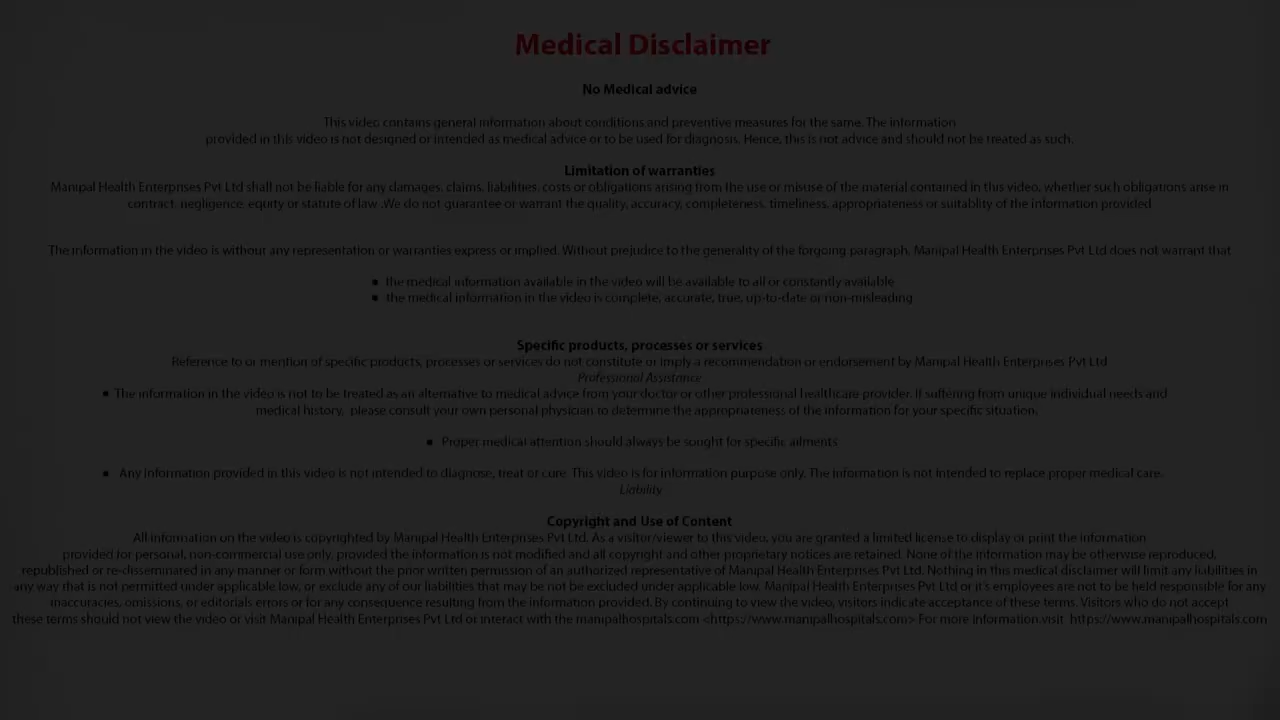 Medical Disclaimer
No Medical advice
This video contains general information about conditions and preventive measures for the same. The information
provided in this video is not designed or intended as medical advice or to be used for diagnosis. Hence, this is not advice and should not be treated as such.
Limitation of warranties
Manipal Health Enterprises Pvt Ltd shall not be liable for any damages, claims, liabilities, costs or obligations arising from the use or misuse of the material contained in this video, whether such obligations arise in
contract, negligence, equity or statute of law .We do not guarantee or warrant the quality, accuracy, completeness, timeliness, appropriateness or suitablity of the information provided
The information in the video is without any representation or warranties express or implied. Without prejudice to the generality of the forgoing paragraph, Manipal Health Enterprises Pvt Ltd does not warrant that
● the medical information available in the video will be available to all or constantly available
● the medical information in the video is complete, accurate, true, up-to-date or non-misleading
Specific products, processes or services
Reference to or mention of specific products, processes or services do not constitute or imply a recommendation or endorsement by Manipal Health Enterprises Pvt Ltd
Professional Assistance
● The information in the video is not to be treated as an alternative to medical advice from your doctor or other professional healthcare provider. If suffering from unique individual needs and
medical history, please consult your own personal physician to determine the appropriateness of the information for your specific situation.
● Proper medical attention should always be sought for specific ailments
● Any Information provided in this video is not intended to diagnose, treat or cure. This video is for information purpose only. The information is not intended to replace proper medical care.
Liability
Copyright and Use of Content
All information on the video is copyrighted by Manipal Health Enterprises Pvt Ltd. As a visitor/viewer to this video, you are granted a limited license to display or print the information
provided for personal, non-commercial use only, provided the information is not modified and all copyright and other proprietary notices are retained. None of the information may be otherwise reproduced,
republished or re-disseminated in any manner or form without the prior written permission of an authorized representative of Manipal Health Enterprises Pvt Ltd. Nothing in this medical disclaimer will limit any liabilities in
any way that is not permitted under applicable low, or exclude any of our liabilities that may be not be excluded under applicable low. Manipal Health Enterprises Pvt Ltd or it's employees are not to be held responsible for any
inaccuracies, omissions, or editorials errors or for any consequence resulting from the information provided. By continuing to view the video, visitors indicate acceptance of these terms. Visitors who do not accept
these terms should not view the video or visit Manipal Health Enterprises Pvt Ltd or interact with the manipalhospitals.com <https://www.manipalhospitals.com> For more information visit https://www.manipalhospitals.com